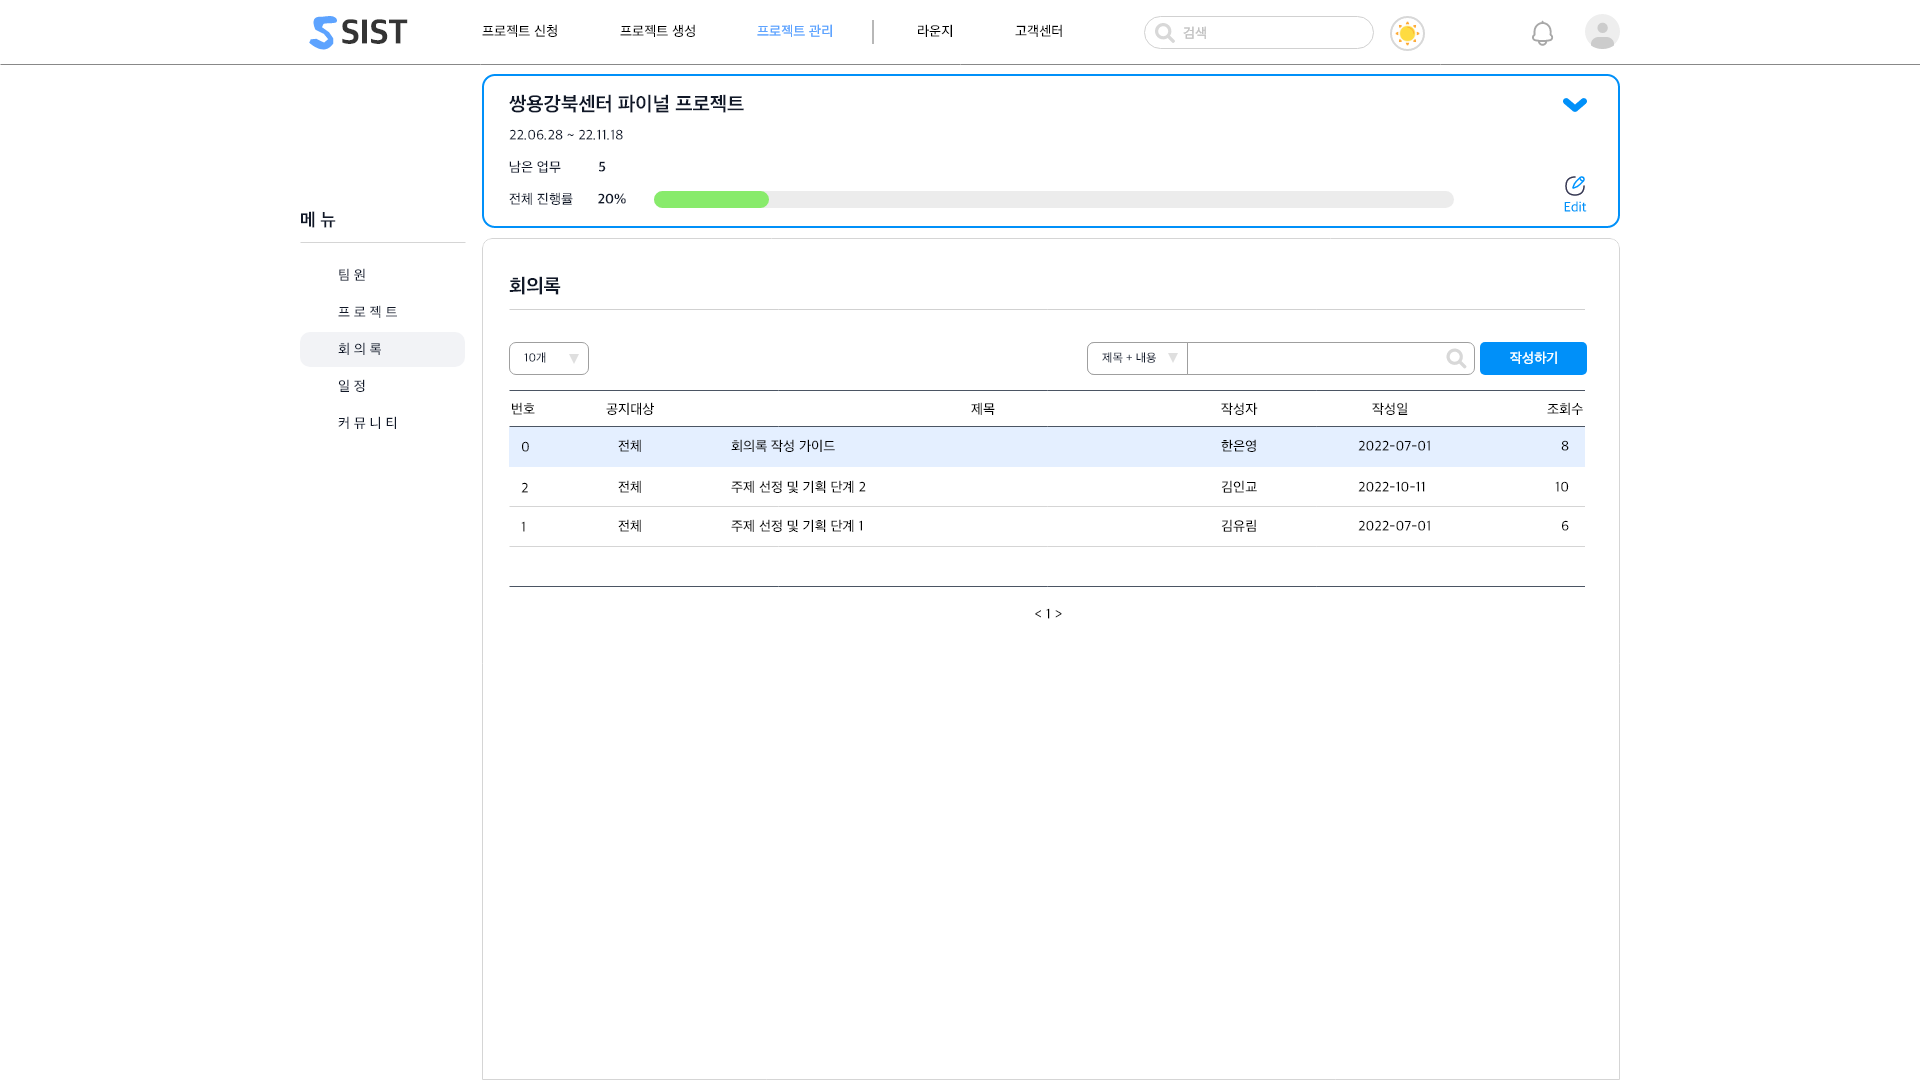 SIST 프로젝트 신청 프로젝트 생성 프로젝트 관리 라운지 고객센터 검색
쌍용강북센터 파이널 프로젝트
22.06.28 ~ 22.11.18
남은 업무 5
전체 진행률 20%
Edit
메 뉴
팀 원
프 로 젝 트
회 의 록
일 정
커 뮤 니 티
회의록
10개 제목 + 내용 작성하기
번호 공지대상 제목 작성자 작성일 조회수
0 전체 회의록 작성 가이드 한은영 2022-07-01 8
2 전체 주제 선정 및 기획 단계 2 김인교 2022-10-11 10
1 전체 주제 선정 및 기획 단계 1 김유림 2022-07-01 6
< 1 >